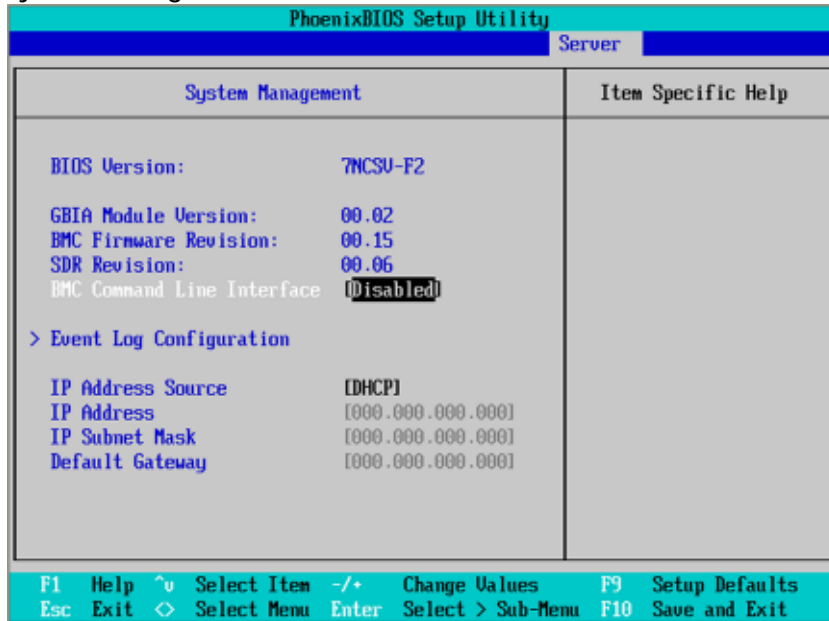 PhoenixBIOS Setup Utility
Server
System Management
Item Specific Help
BIOS Version: 7NCSV-F2
GBIA Module Version: 00.02
BMC Firmware Revision: 00.15
SDR Revision: 00.06
BMC Command Line Interface [Disabled]
> Event Log Configuration
IP Address Source [DHCP]
IP Address [000.000.000.000]
IP Subnet Mask [000.000.000.000]
Default Gateway [000.000.000.000]
F1 Help ^v Select Item -/+ Change Values F9 Setup Defaults
Esc Exit <> Select Menu Enter Select > Sub-Menu F10 Save and Exit